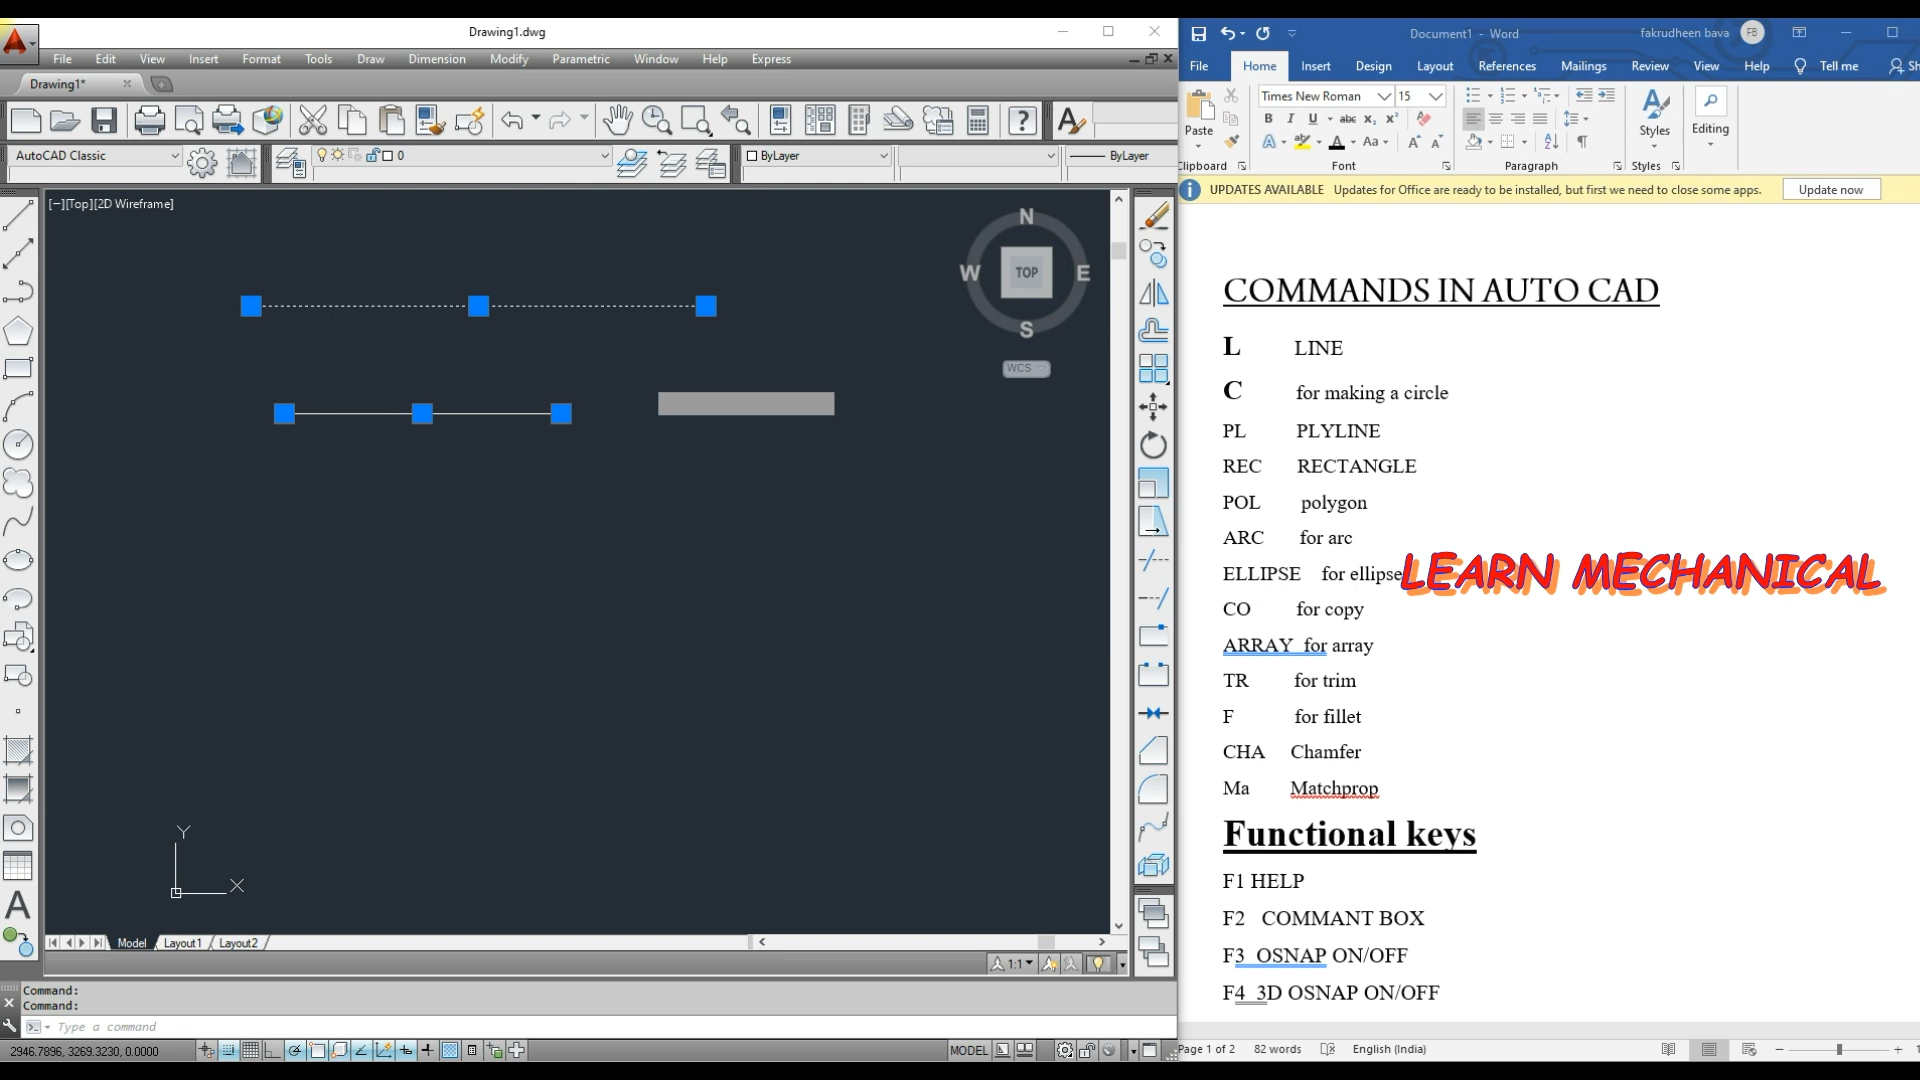 Drawing1.dwg
File Edit View Insert Format Tools Draw Dimension Modify Parametric Window Help Express
Drawing1*
AutoCAD Classic
0
ByLayer
ByLayer
[−][Top][2D Wireframe]
N
W TOP E
S
WCS
Y
X
Model Layout1 Layout2
1:1
Command:
Command:
Type a command
2946.7896, 3269.3230, 0.0000
MODEL
Document1 - Word
fakrudheen bava FB
File Home Insert Design Layout References Mailings Review View Help Tell me Sh
Times New Roman 15
Paste
Styles
Editing
Clipboard Font Paragraph Styles
UPDATES AVAILABLE Updates for Office are ready to be installed, but first we need to close some apps. Update now
COMMANDS IN AUTO CAD
L LINE
C for making a circle
PL PLYLINE
REC RECTANGLE
POL polygon
ARC for arc
ELLIPSE for ellipse
LEARN MECHANICAL
CO for copy
ARRAY for array
TR for trim
F for fillet
CHA Chamfer
Ma Matchprop
Functional keys
F1 HELP
F2 COMMANT BOX
F3 OSNAP ON/OFF
F4 3D OSNAP ON/OFF
Page 1 of 2 82 words English (India)